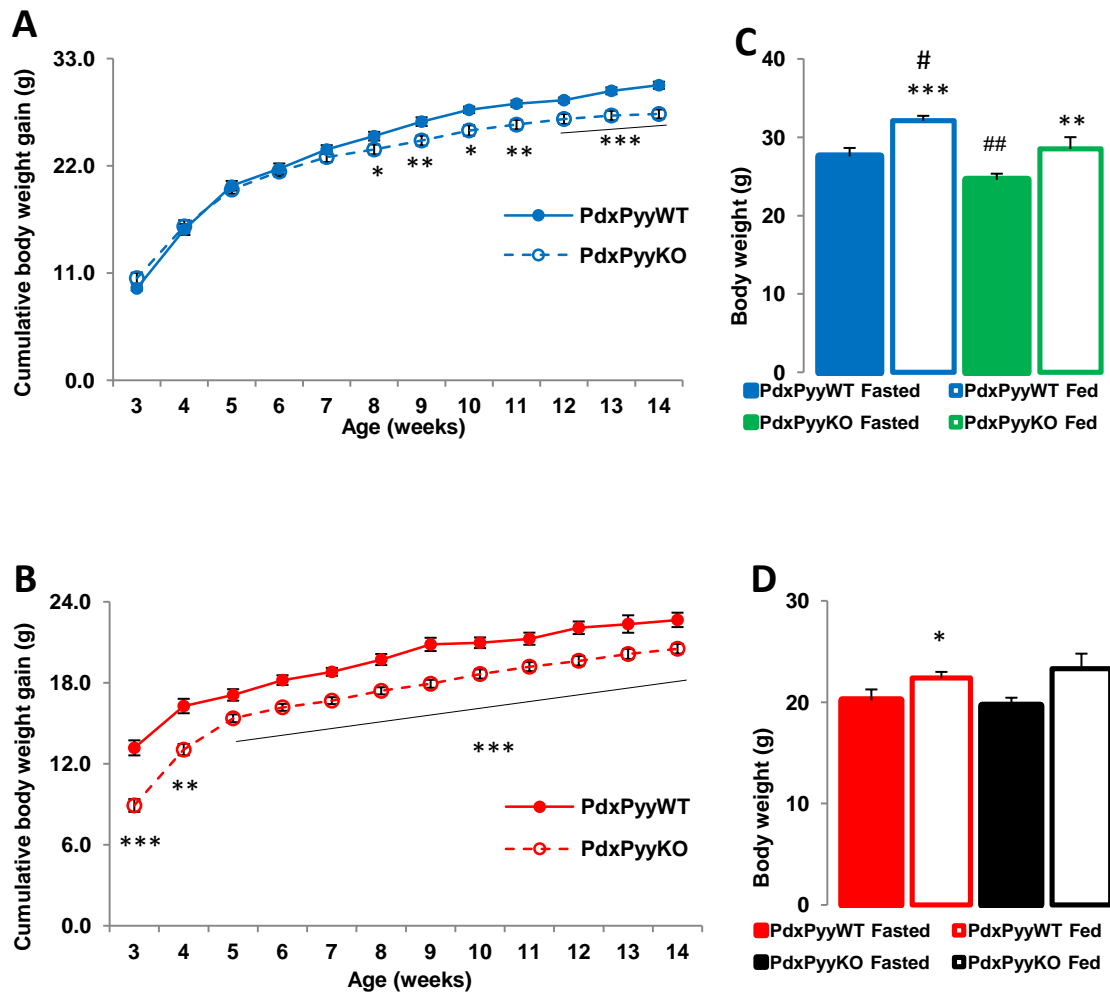 A
Cumulative body weight gain (g)
33.0
22.0
11.0
0.0
* ** * ** ***
PdxPyyWT
PdxPyyKO
3 4 5 6 7 8 9 10 11 12 13 14
Age (weeks)
C
Body weight (g)
40
30
20
10
0
#
***
##
**
PdxPyyWT Fasted PdxPyyWT Fed
PdxPyyKO Fasted PdxPyyKO Fed
B
Cumulative body weight gain (g)
24.0
18.0
12.0
6.0
0.0
*** ** ***
PdxPyyWT
PdxPyyKO
3 4 5 6 7 8 9 10 11 12 13 14
Age (weeks)
D
Body weight (g)
30
20
10
0
*
PdxPyyWT Fasted PdxPyyWT Fed
PdxPyyKO Fasted PdxPyyKO Fed